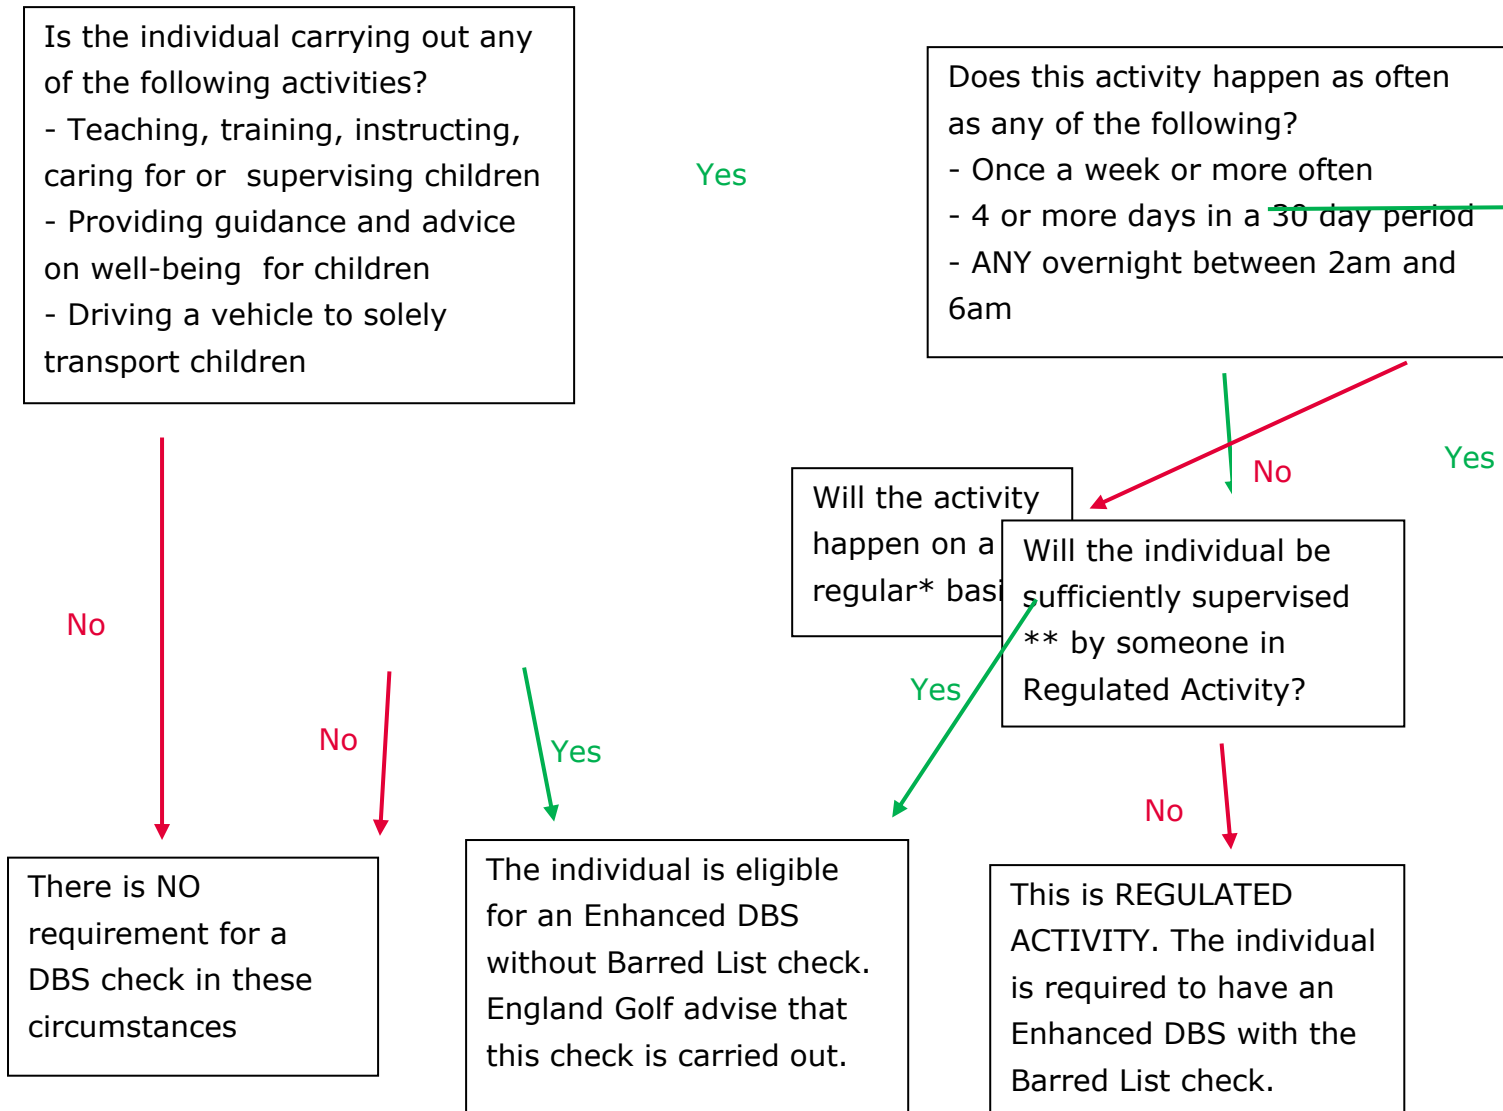 Is the individual carrying out any
of the following activities?
- Teaching, training, instructing,
caring for or supervising children
- Providing guidance and advice
on well-being for children
- Driving a vehicle to solely
transport children
Yes
Does this activity happen as often
as any of the following?
- Once a week or more often
- 4 or more days in a 30 day period
- ANY overnight between 2am and
6am
No
Yes
Will the activity
happen on a
regular* basi
Will the individual be
sufficiently supervised
** by someone in
Regulated Activity?
No
No
Yes
Yes
No
There is NO
requirement for a
DBS check in these
circumstances
The individual is eligible
for an Enhanced DBS
without Barred List check.
England Golf advise that
this check is carried out.
This is REGULATED
ACTIVITY. The individual
is required to have an
Enhanced DBS with the
Barred List check.